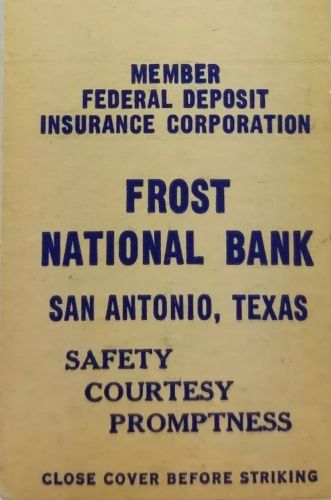 MEMBER
FEDERAL DEPOSIT
INSURANCE CORPORATION
FROST
NATIONAL BANK
SAN ANTONIO, TEXAS
SAFETY
COURTESY
PROMPTNESS
CLOSE COVER BEFORE STRIKING